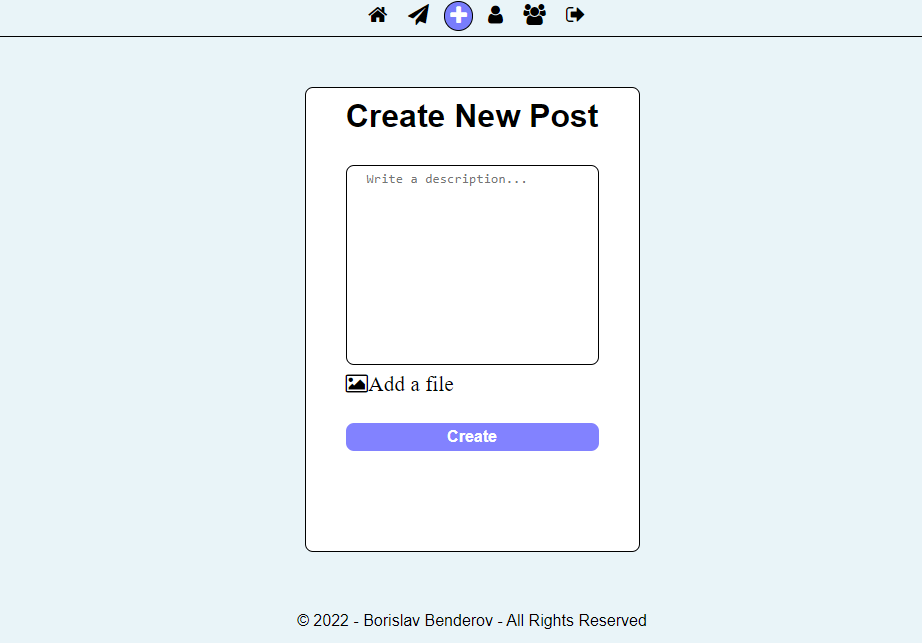 Create New Post
Write a description...
Add a file
Create
© 2022 - Borislav Benderov - All Rights Reserved